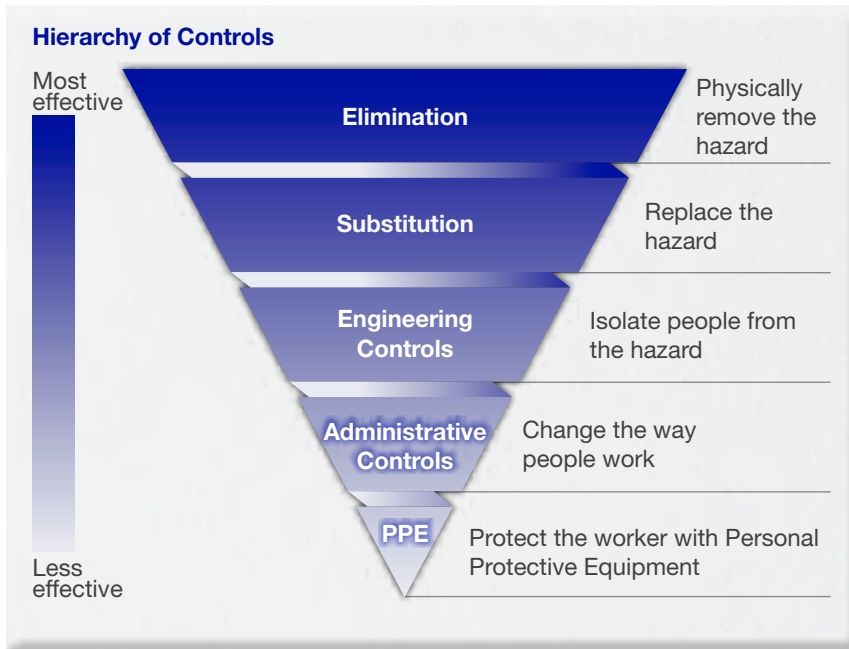 Hierarchy of Controls
Most
effective
Elimination
Physically
remove the
hazard
Substitution
Replace the
hazard
Engineering
Controls
Isolate people from
the hazard
Administrative
Controls
Change the way
people work
PPE
Protect the worker with Personal
Protective Equipment
Less
effective